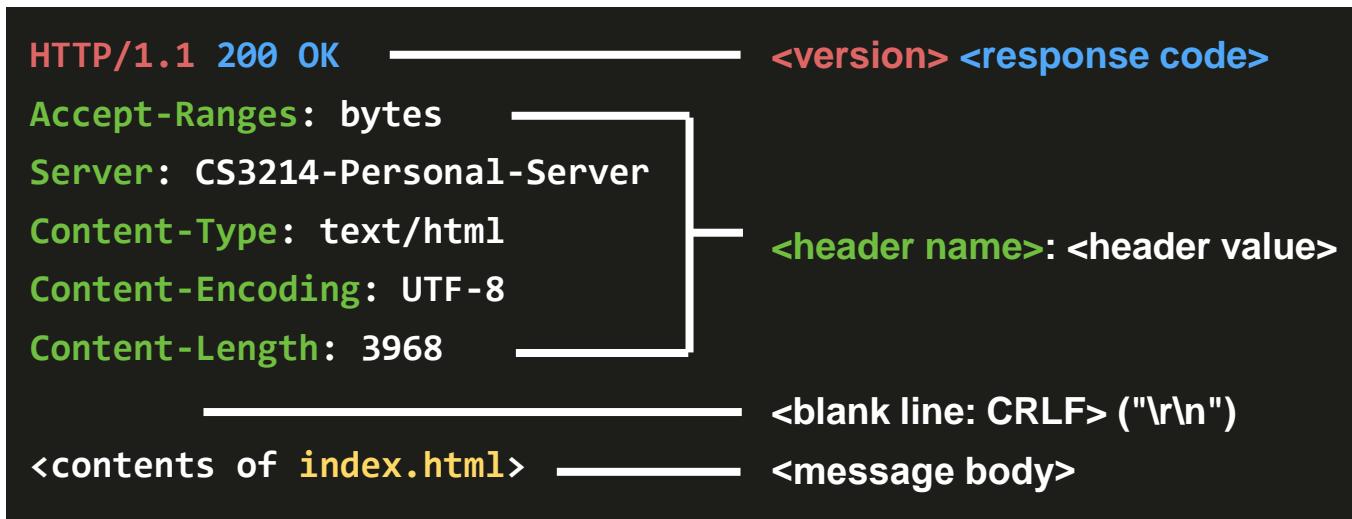 HTTP/1.1 200 OK <version> <response code>
Accept-Ranges: bytes
Server: CS3214-Personal-Server
Content-Type: text/html <header name>: <header value>
Content-Encoding: UTF-8
Content-Length: 3968
<blank line: CRLF> ("\r\n")
<contents of index.html> <message body>